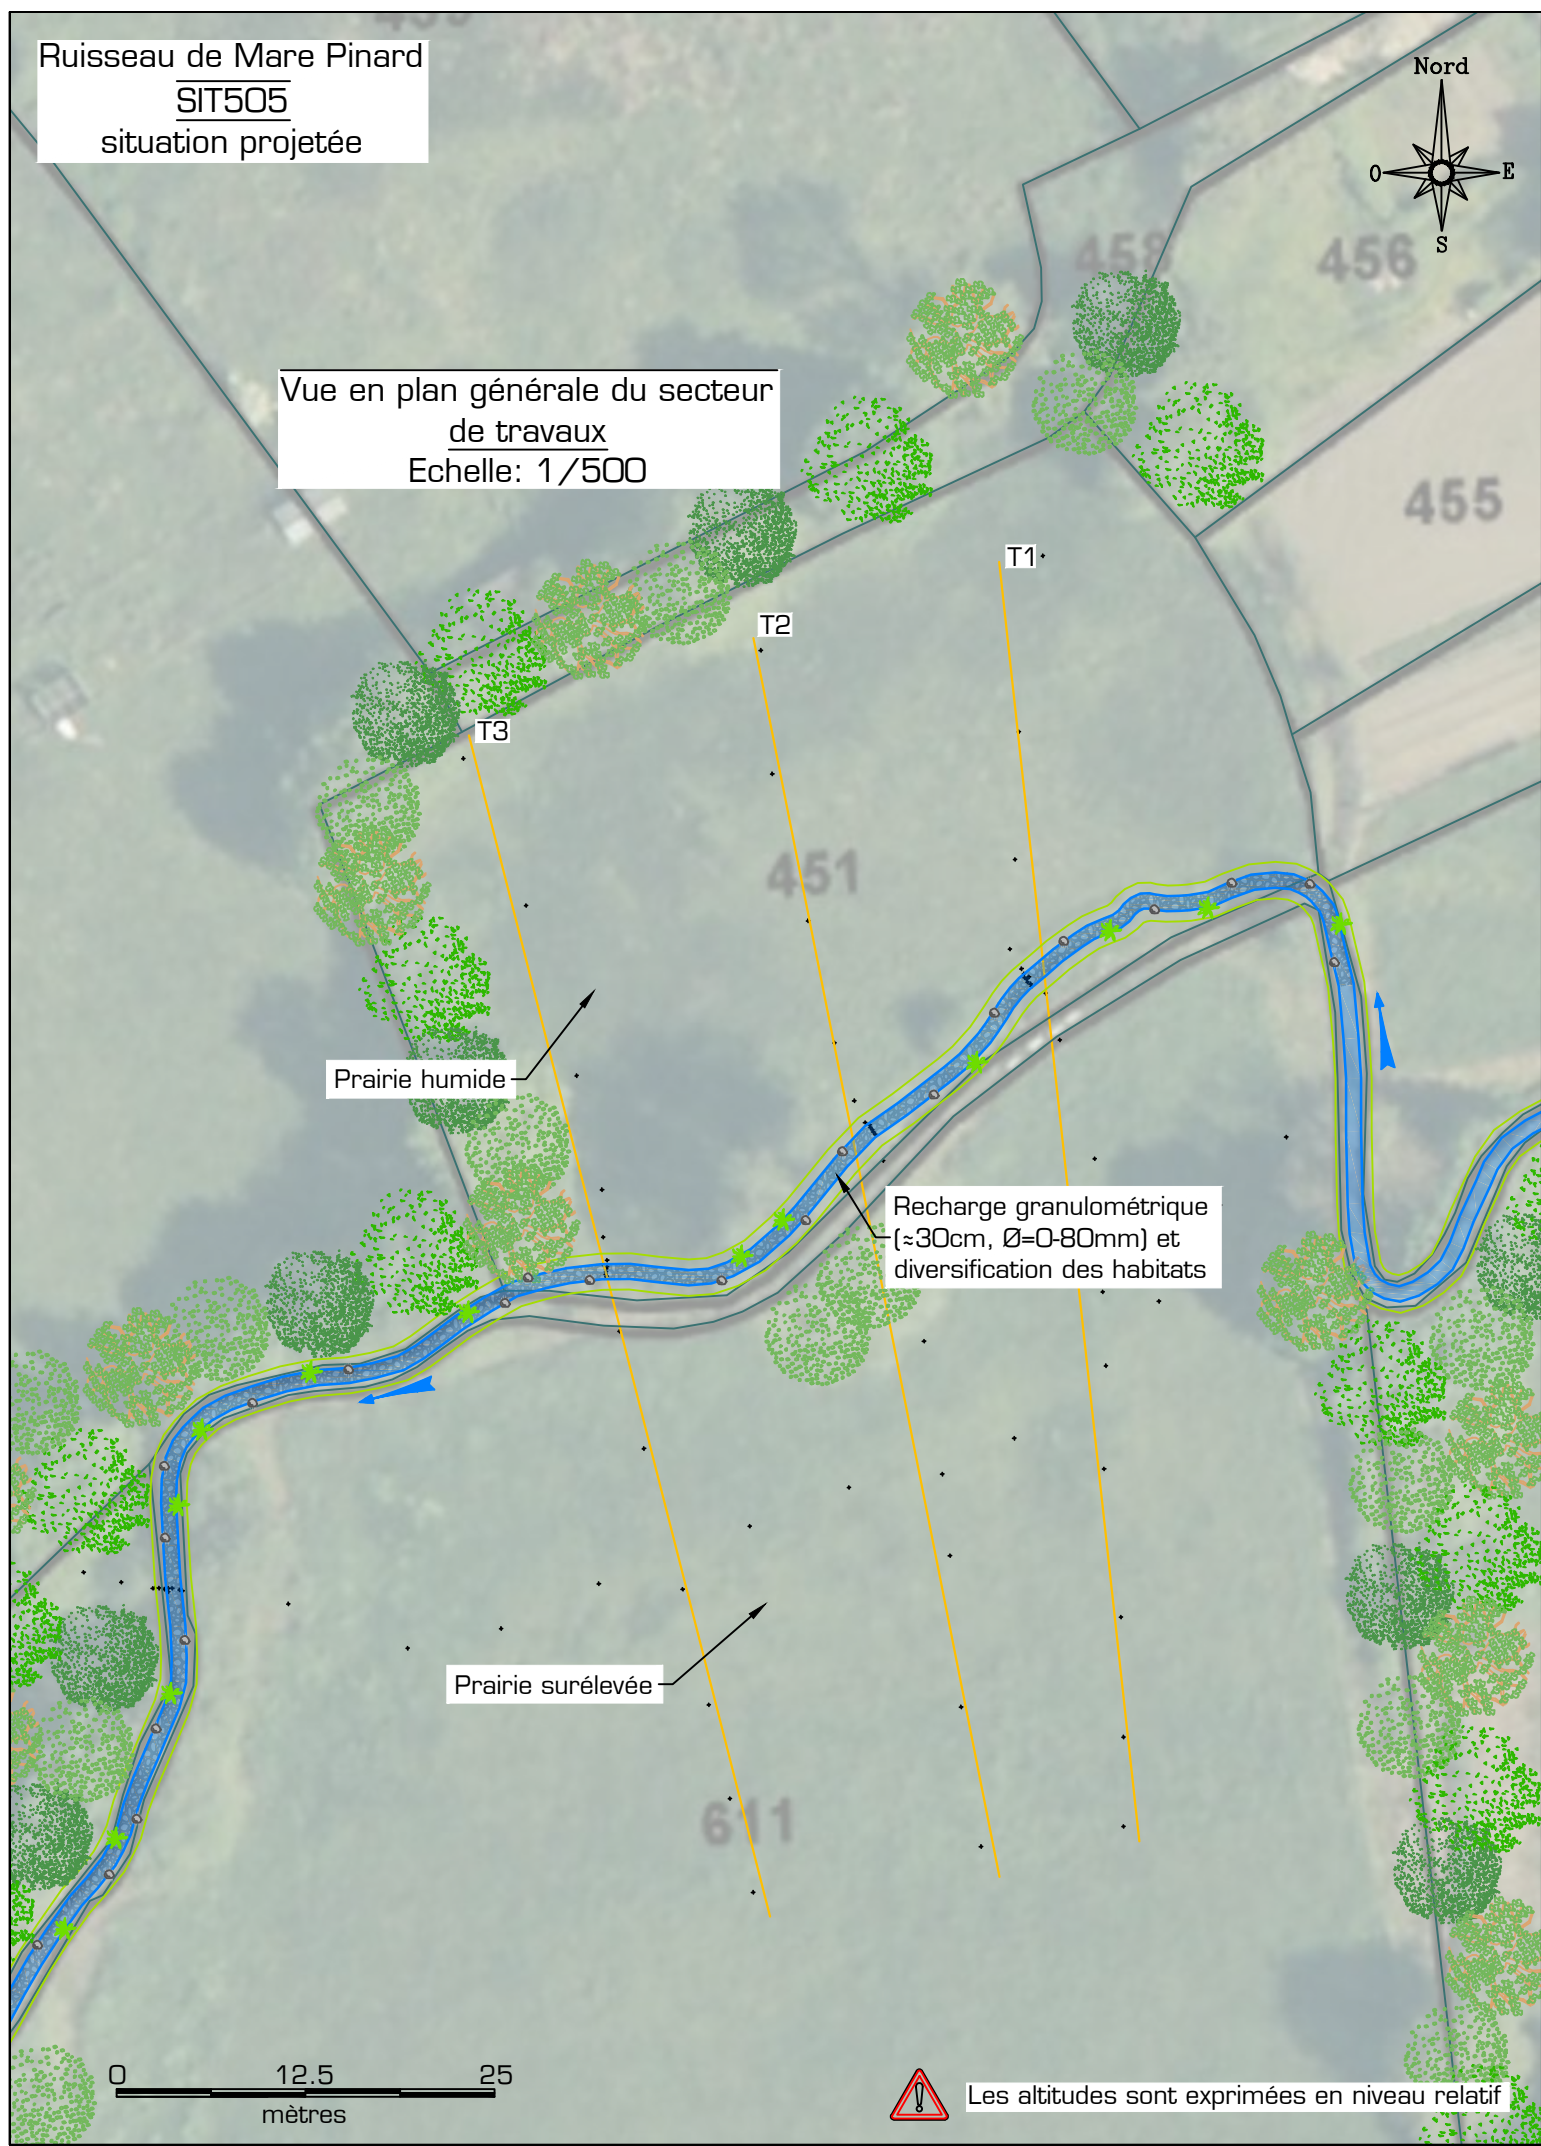 459
Ruisseau de Mare Pinard
SIT505
situation projetée
Nord
O
E
S
458
456
Vue en plan générale du secteur
de travaux
Echelle: 1/500
455
T1
T2
T3
451
Prairie humide
Recharge granulométrique
(≈30cm, Ø=0-80mm) et
diversification des habitats
Prairie surélevée
611
0
12.5
25
mètres
Les altitudes sont exprimées en niveau relatif